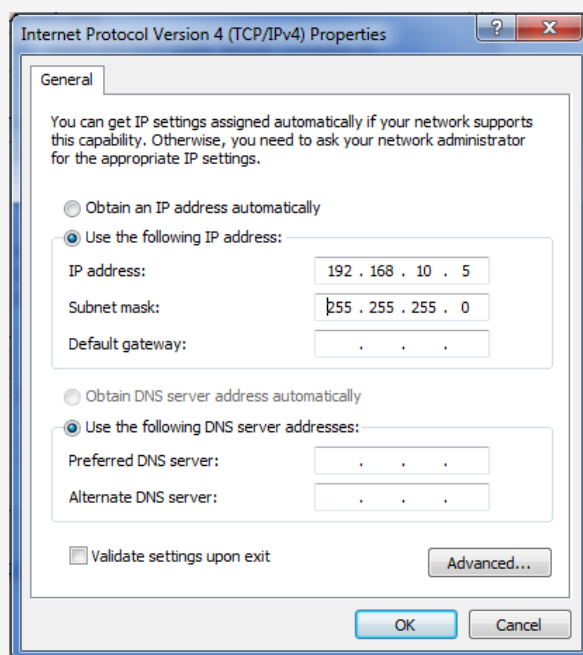 Internet Protocol Version 4 (TCP/IPv4) Properties
?
X
General
You can get IP settings assigned automatically if your network supports
this capability. Otherwise, you need to ask your network administrator
for the appropriate IP settings.
Obtain an IP address automatically
Use the following IP address:
IP address: 192 . 168 . 10 . 5
Subnet mask: 255 . 255 . 255 . 0
Default gateway: . . .
Obtain DNS server address automatically
Use the following DNS server addresses:
Preferred DNS server: . . .
Alternate DNS server: . . .
Validate settings upon exit
Advanced...
OK Cancel